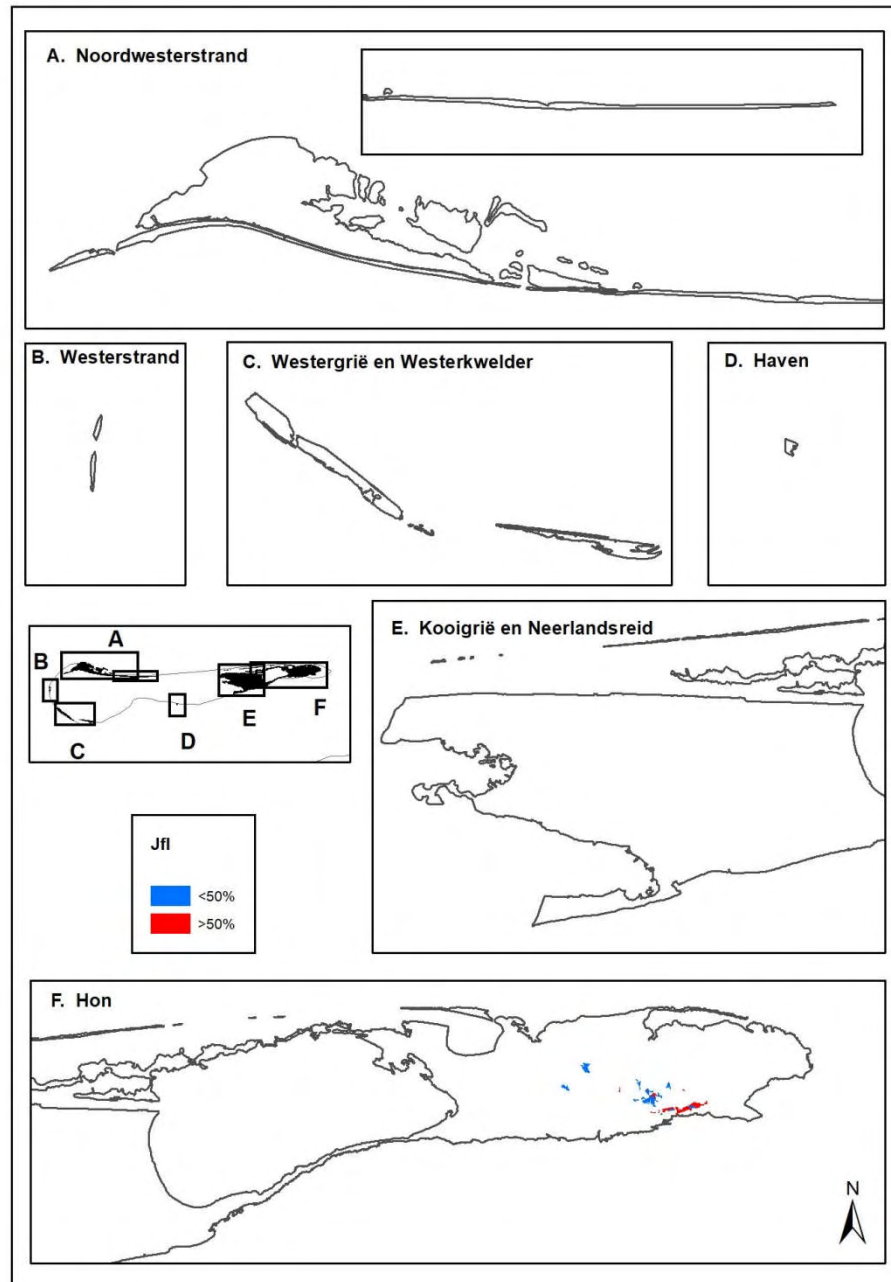 A. Noordwesterstrand
B. Westerstrand
C. Westergrië en Westerkwelder
D. Haven
A
B
C
D
E
F
E. Kooigrië en Neerlandsreid
Jfl
<50%
>50%
F. Hon
N